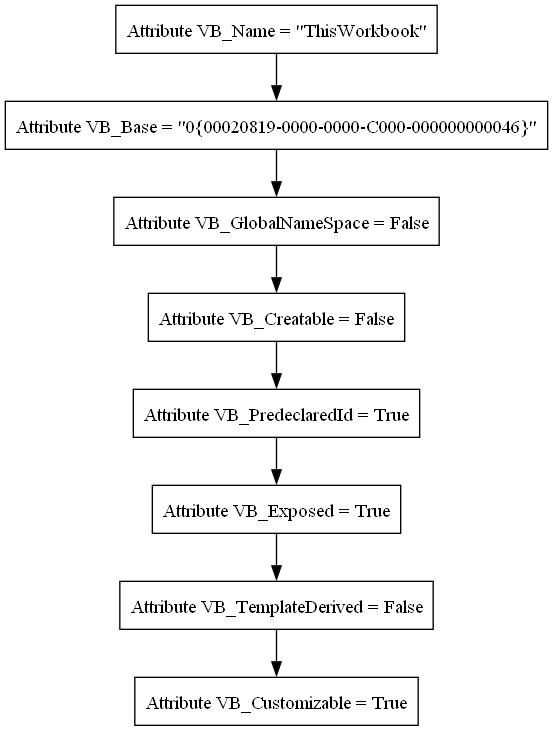 Attribute VB_Name = "ThisWorkbook"
Attribute VB_Base = "0{00020819-0000-0000-C000-000000000046}"
Attribute VB_GlobalNameSpace = False
Attribute VB_Creatable = False
Attribute VB_PredeclaredId = True
Attribute VB_Exposed = True
Attribute VB_TemplateDerived = False
Attribute VB_Customizable = True